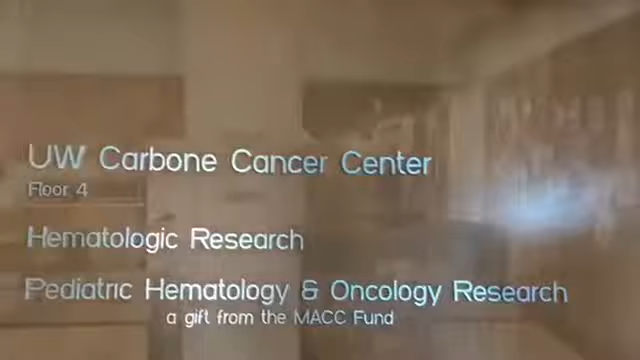 UW Carbone Cancer Center
Floor 4
Hematologic Research
Pediatric Hematology & Oncology Research
a gift from the MACC Fund